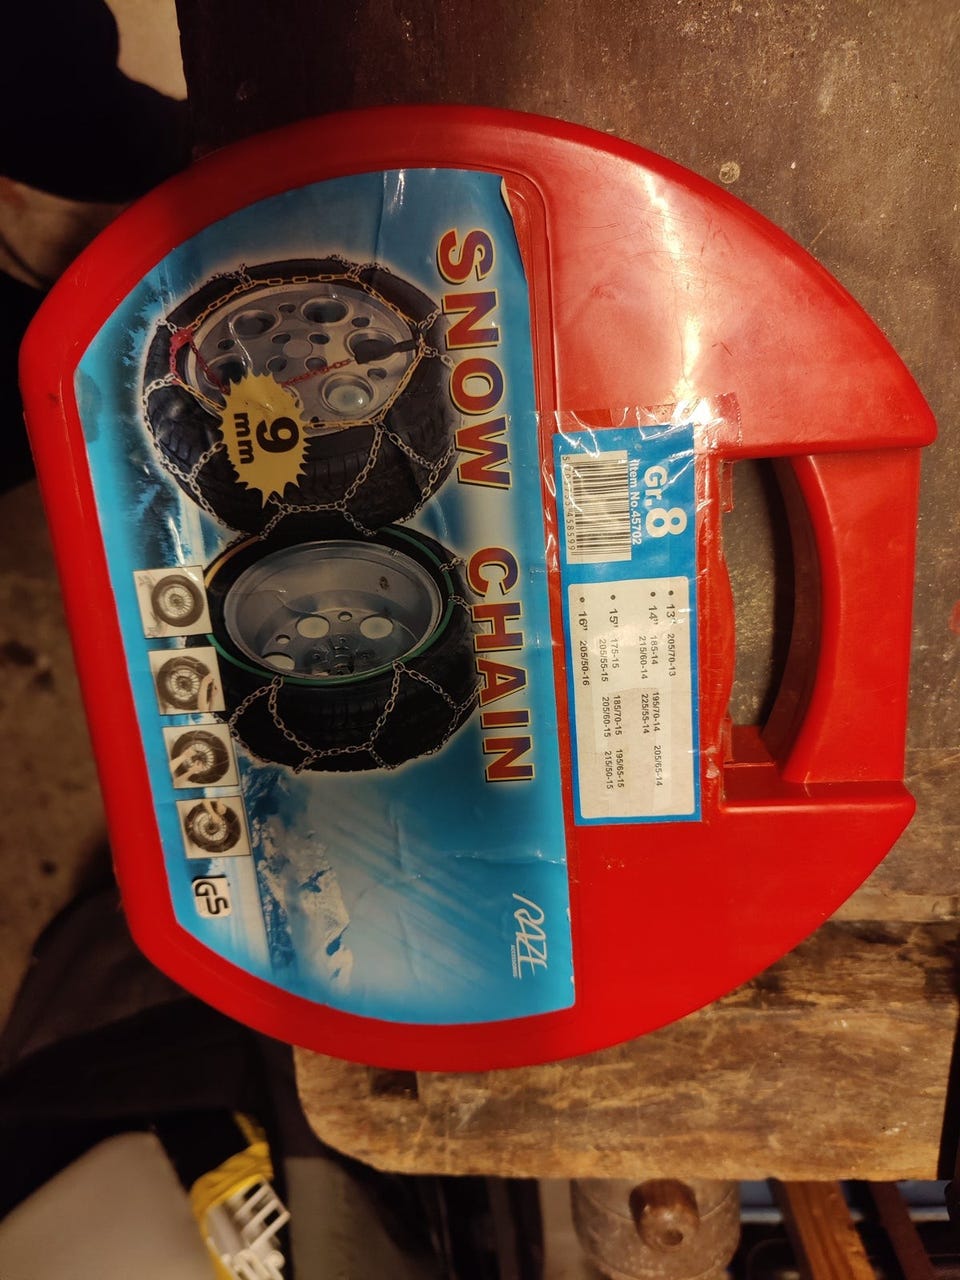 SNOW CHAIN
9
mm
GS
Gr.8
Item No.45702
• 13" 205/70-13
• 14" 185-14 195/70-14 205/65-14
215/60-14 225/55-14
• 15" 175-15 185/70-15 195/65-15
205/55-15 205/60-15 215/50-15
• 16" 205/50-16